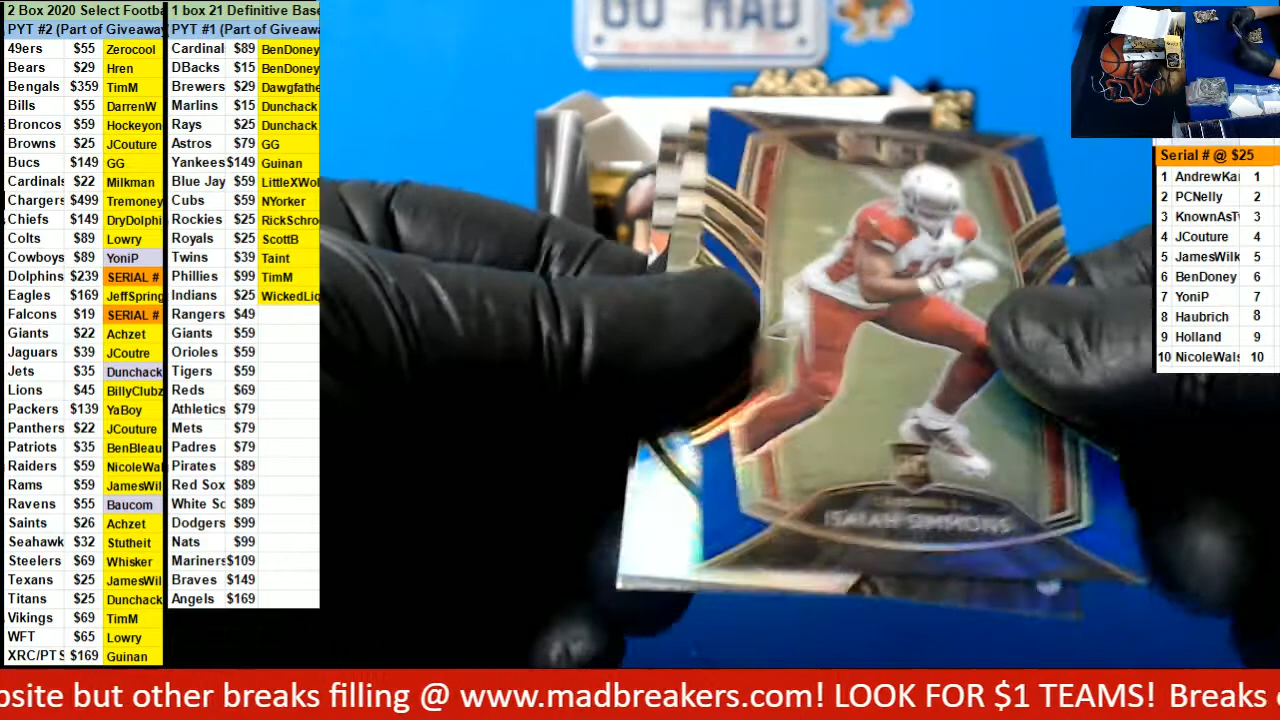 2 Box 2020 Select Footba
PYT #2 (Part of Giveaway
49ers $55 Zerocool
Bears $29 Hren
Bengals $359 TimM
Bills $55 DarrenW
Broncos $59 Hockeyon
Browns $25 JCouture
Bucs $149 GG
Cardinals $22 Milkman
Chargers $499 Tremoney
Chiefs $149 DryDolphi
Colts $89 Lowry
Cowboys $89 YoniP
Dolphins $239 SERIAL #
Eagles $169 JeffSpring
Falcons $19 SERIAL #
Giants $22 Achzet
Jaguars $39 JCoutre
Jets $35 Dunchack
Lions $45 BillyClubz
Packers $139 YaBoy
Panthers $22 JCouture
Patriots $35 BenBleau
Raiders $59 NicoleWal
Rams $59 JamesWil
Ravens $55 Baucom
Saints $26 Achzet
Seahawk $32 Stutheit
Steelers $69 Whisker
Texans $25 JamesWil
Titans $25 Dunchack
Vikings $69 TimM
WFT $65 Lowry
XRC/PTS $169 Guinan
1 box 21 Definitive Base
PYT #1 (Part of Giveaw
Cardinal $89 BenDoney
DBacks $15 BenDoney
Brewers $29 Dawgfathe
Marlins $15 Dunchack
Rays $25 Dunchack
Astros $79 GG
Yankees $149 Guinan
Blue Jay $59 LittleXWol
Cubs $59 NYorker
Rockies $25 RickSchro
Royals $25 ScottB
Twins $39 Taint
Phillies $99 TimM
Indians $25 WickedLiq
Rangers $49
Giants $59
Orioles $59
Tigers $59
Reds $69
Athletics $79
Mets $79
Padres $79
Pirates $89
Red Sox $89
White Sc $89
Dodgers $99
Nats $99
Mariners $109
Braves $149
Angels $169
GO MAD
ISAIAH SIMMONS
Serial # @ $25
1 AndrewKai 1
2 PCNelly 2
3 KnownAsT 3
4 JCouture 4
5 JamesWilk 5
6 BenDoney 6
7 YoniP 7
8 Haubrich 8
9 Holland 9
10 NicoleWals 10
osite but other breaks filling @ www.madbreakers.com! LOOK FOR $1 TEAMS! Breaks